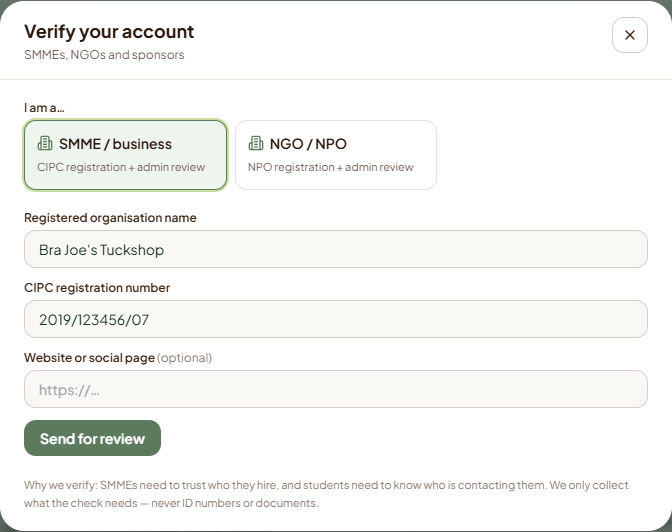 Verify your account
SMMEs, NGOs and sponsors
I am a…
SMME / business
CIPC registration + admin review
NGO / NPO
NPO registration + admin review
Registered organisation name
Bra Joe's Tuckshop
CIPC registration number
2019/123456/07
Website or social page (optional)
https://…
Send for review
Why we verify: SMMEs need to trust who they hire, and students need to know who is contacting them. We only collect
what the check needs — never ID numbers or documents.